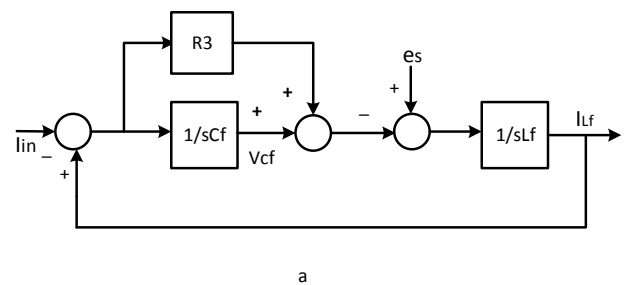 R3
es
+
+
+
−
1/sCf
1/sLf
ILf
Iin
−
+
Vcf
a